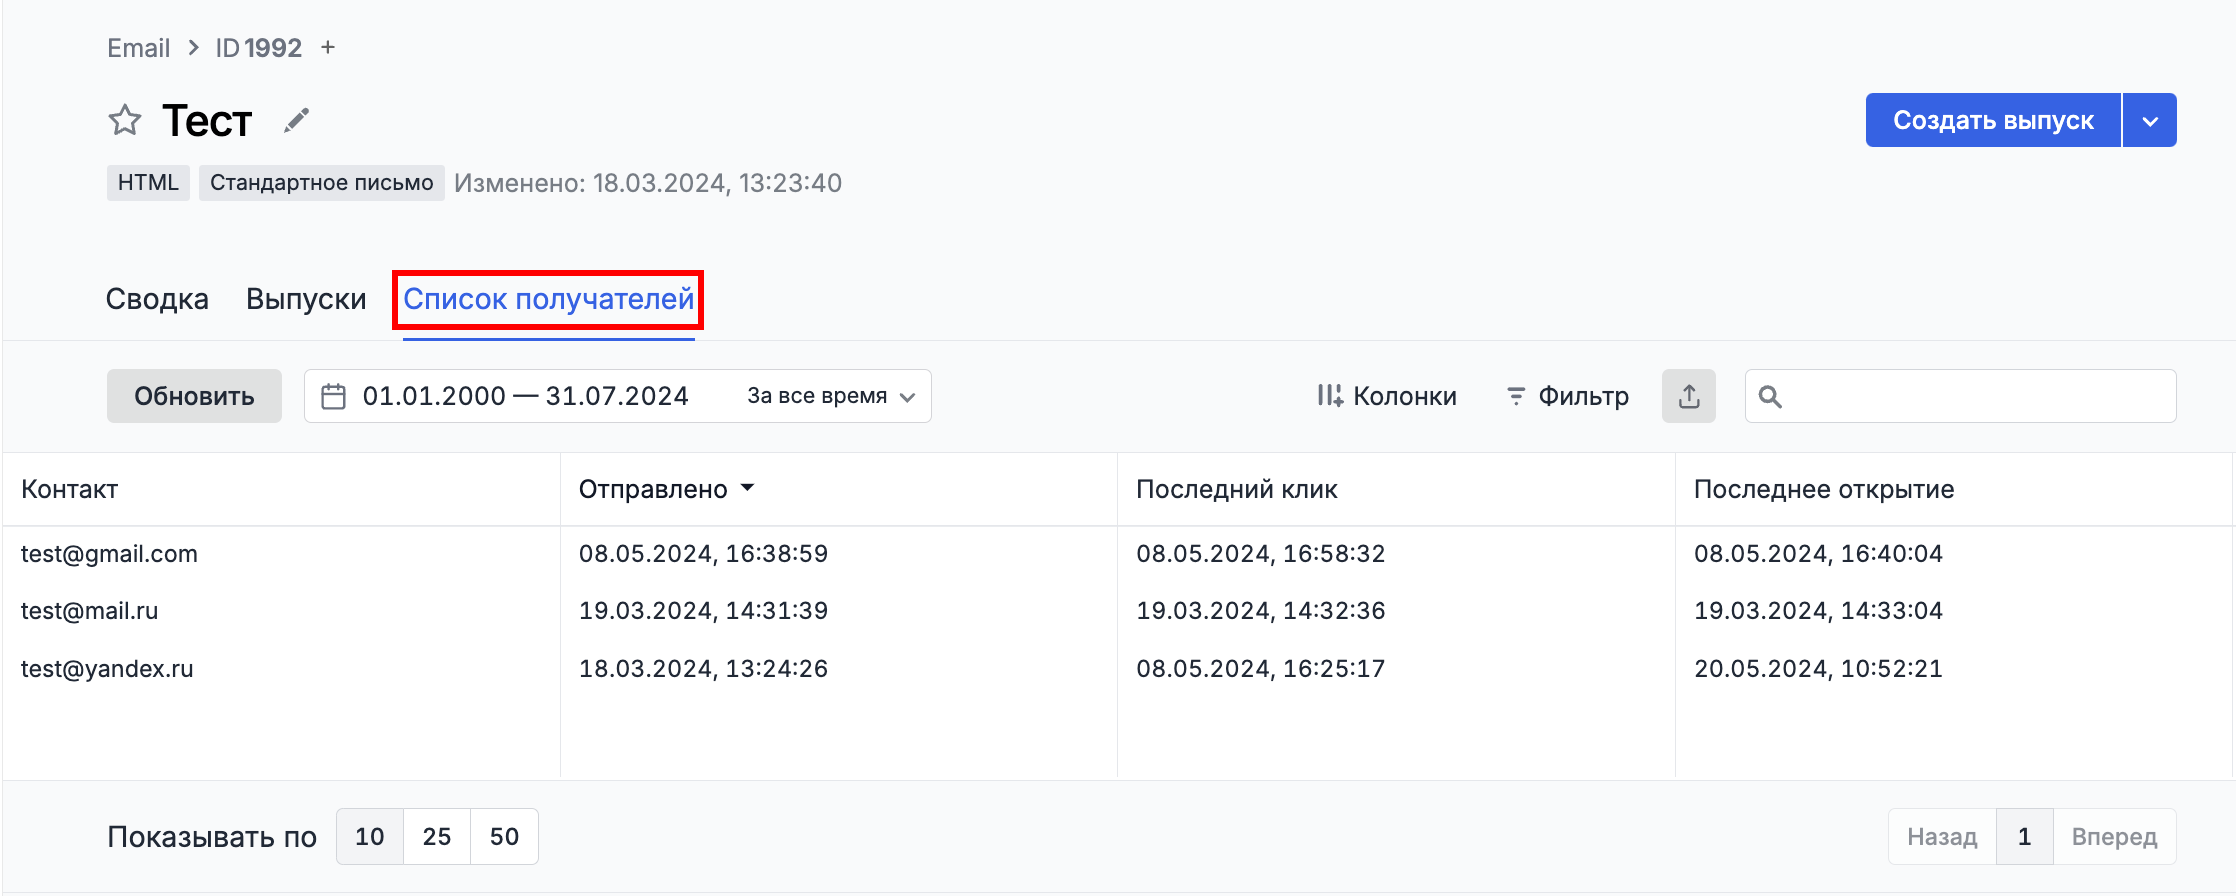 Email > ID 1992 +
Тест
Создать выпуск
HTML Стандартное письмо Изменено: 18.03.2024, 13:23:40
Сводка Выпуски Список получателей
Обновить 01.01.2000 — 31.07.2024 За все время Колонки Фильтр
Контакт Отправлено Последний клик Последнее открытие
test@gmail.com 08.05.2024, 16:38:59 08.05.2024, 16:58:32 08.05.2024, 16:40:04
test@mail.ru 19.03.2024, 14:31:39 19.03.2024, 14:32:36 19.03.2024, 14:33:04
test@yandex.ru 18.03.2024, 13:24:26 08.05.2024, 16:25:17 20.05.2024, 10:52:21
Показывать по 10 25 50 Назад 1 Вперед